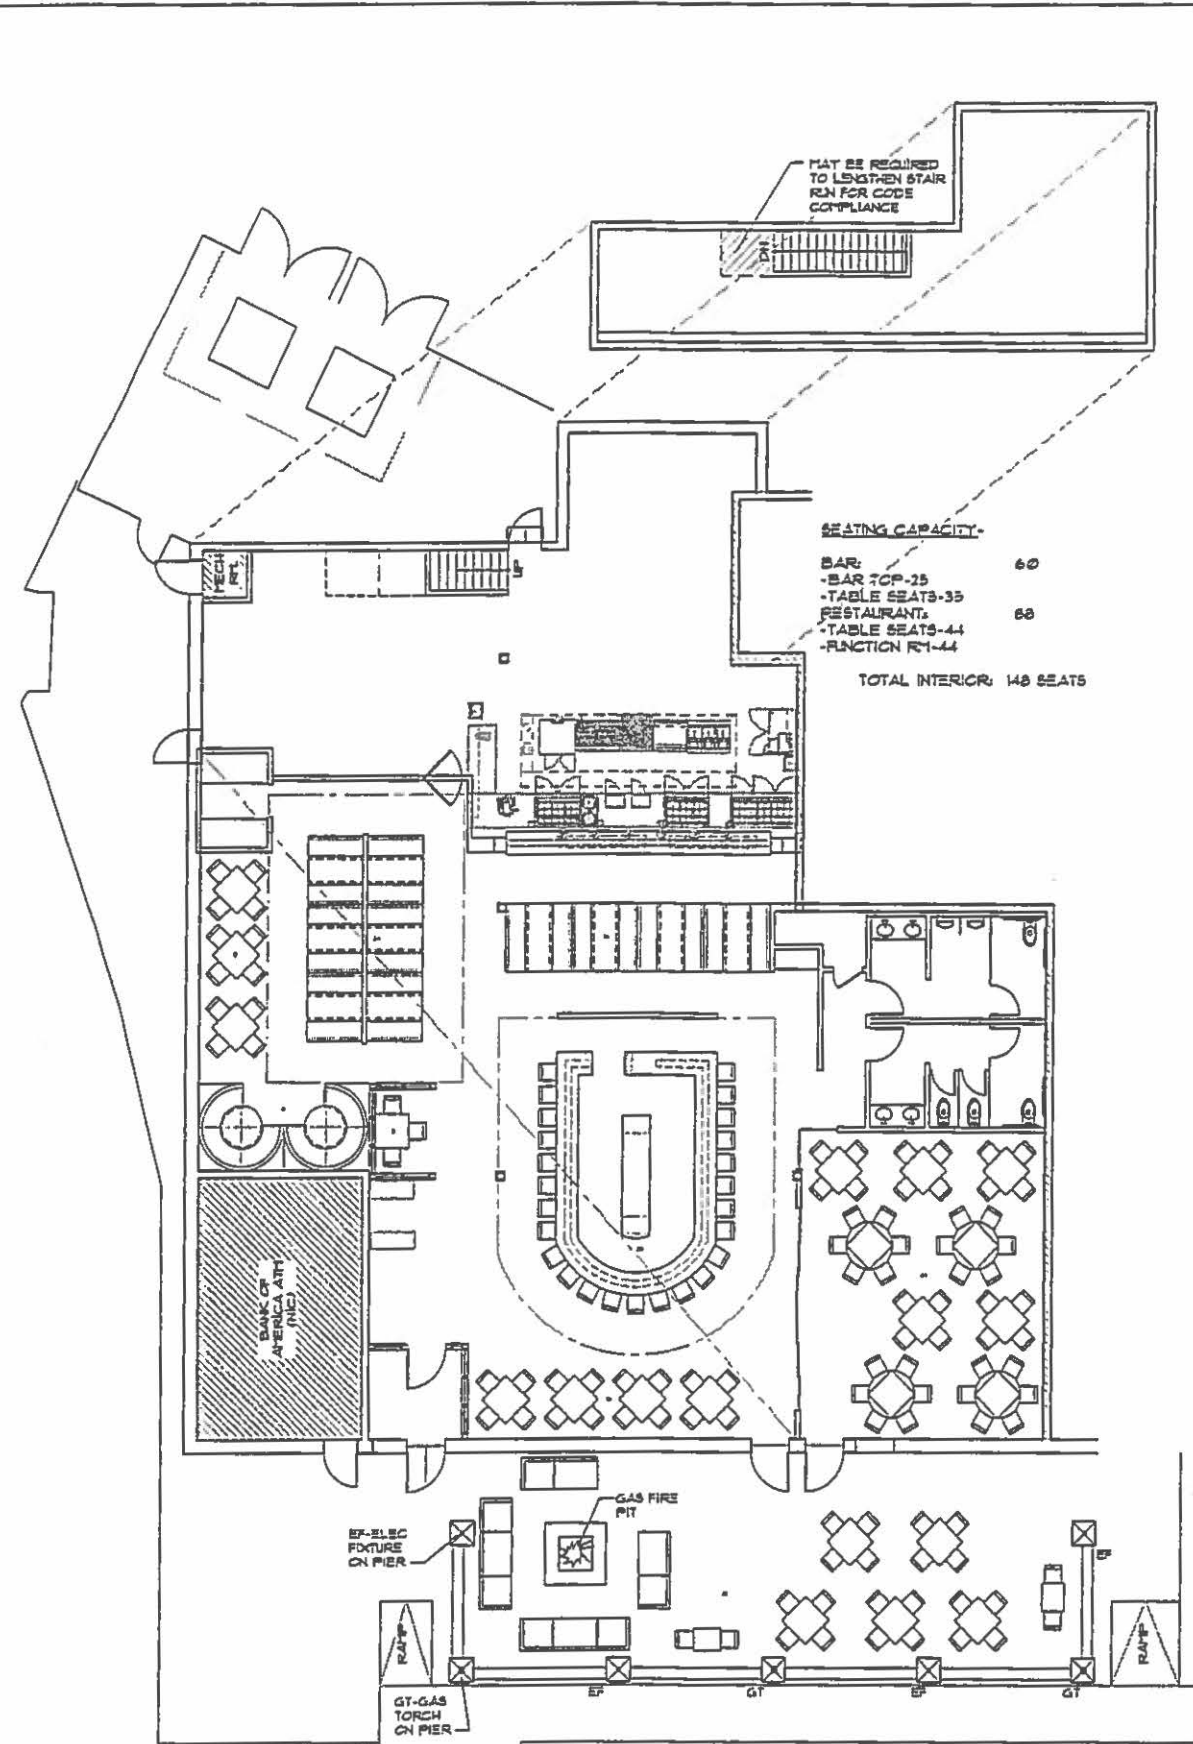 MAY BE REQUIRED
TO LENGTHEN STAIR
RUN FOR CODE
COMPLIANCE
DN
MECH
RM.
UP
SEATING CAPACITY-
BAR: 60
-BAR TOP-25
-TABLE SEATS-35
RESTAURANT: 88
-TABLE SEATS-44
-FUNCTION RM-44
TOTAL INTERIOR: 148 SEATS
BANK OF
AMERICA ATM
(NIC)
GAS FIRE
PIT
EF-ELEC
FIXTURE
ON PIER
EF
RAMP
RAMP
EF
GT
EF
GT
GT-GAS
TORCH
ON PIER